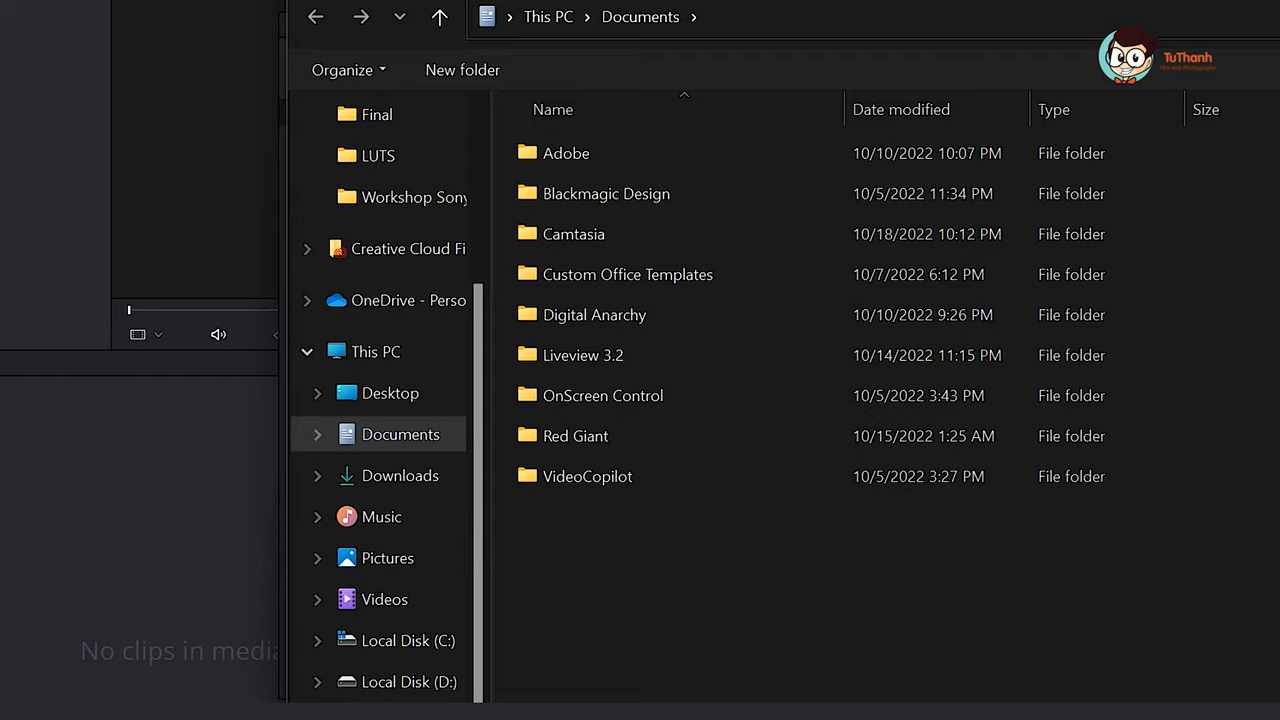 This PC > Documents >
TuThanh
Film and Photography
Organize
New folder
Name
Date modified
Type
Size
Final
LUTS
Workshop Sony
Creative Cloud Fi
OneDrive - Perso
This PC
Desktop
Documents
Downloads
Music
Pictures
Videos
Local Disk (C:)
Local Disk (D:)
Adobe 10/10/2022 10:07 PM File folder
Blackmagic Design 10/5/2022 11:34 PM File folder
Camtasia 10/18/2022 10:12 PM File folder
Custom Office Templates 10/7/2022 6:12 PM File folder
Digital Anarchy 10/10/2022 9:26 PM File folder
Liveview 3.2 10/14/2022 11:15 PM File folder
OnScreen Control 10/5/2022 3:43 PM File folder
Red Giant 10/15/2022 1:25 AM File folder
VideoCopilot 10/5/2022 3:27 PM File folder
No clips in media